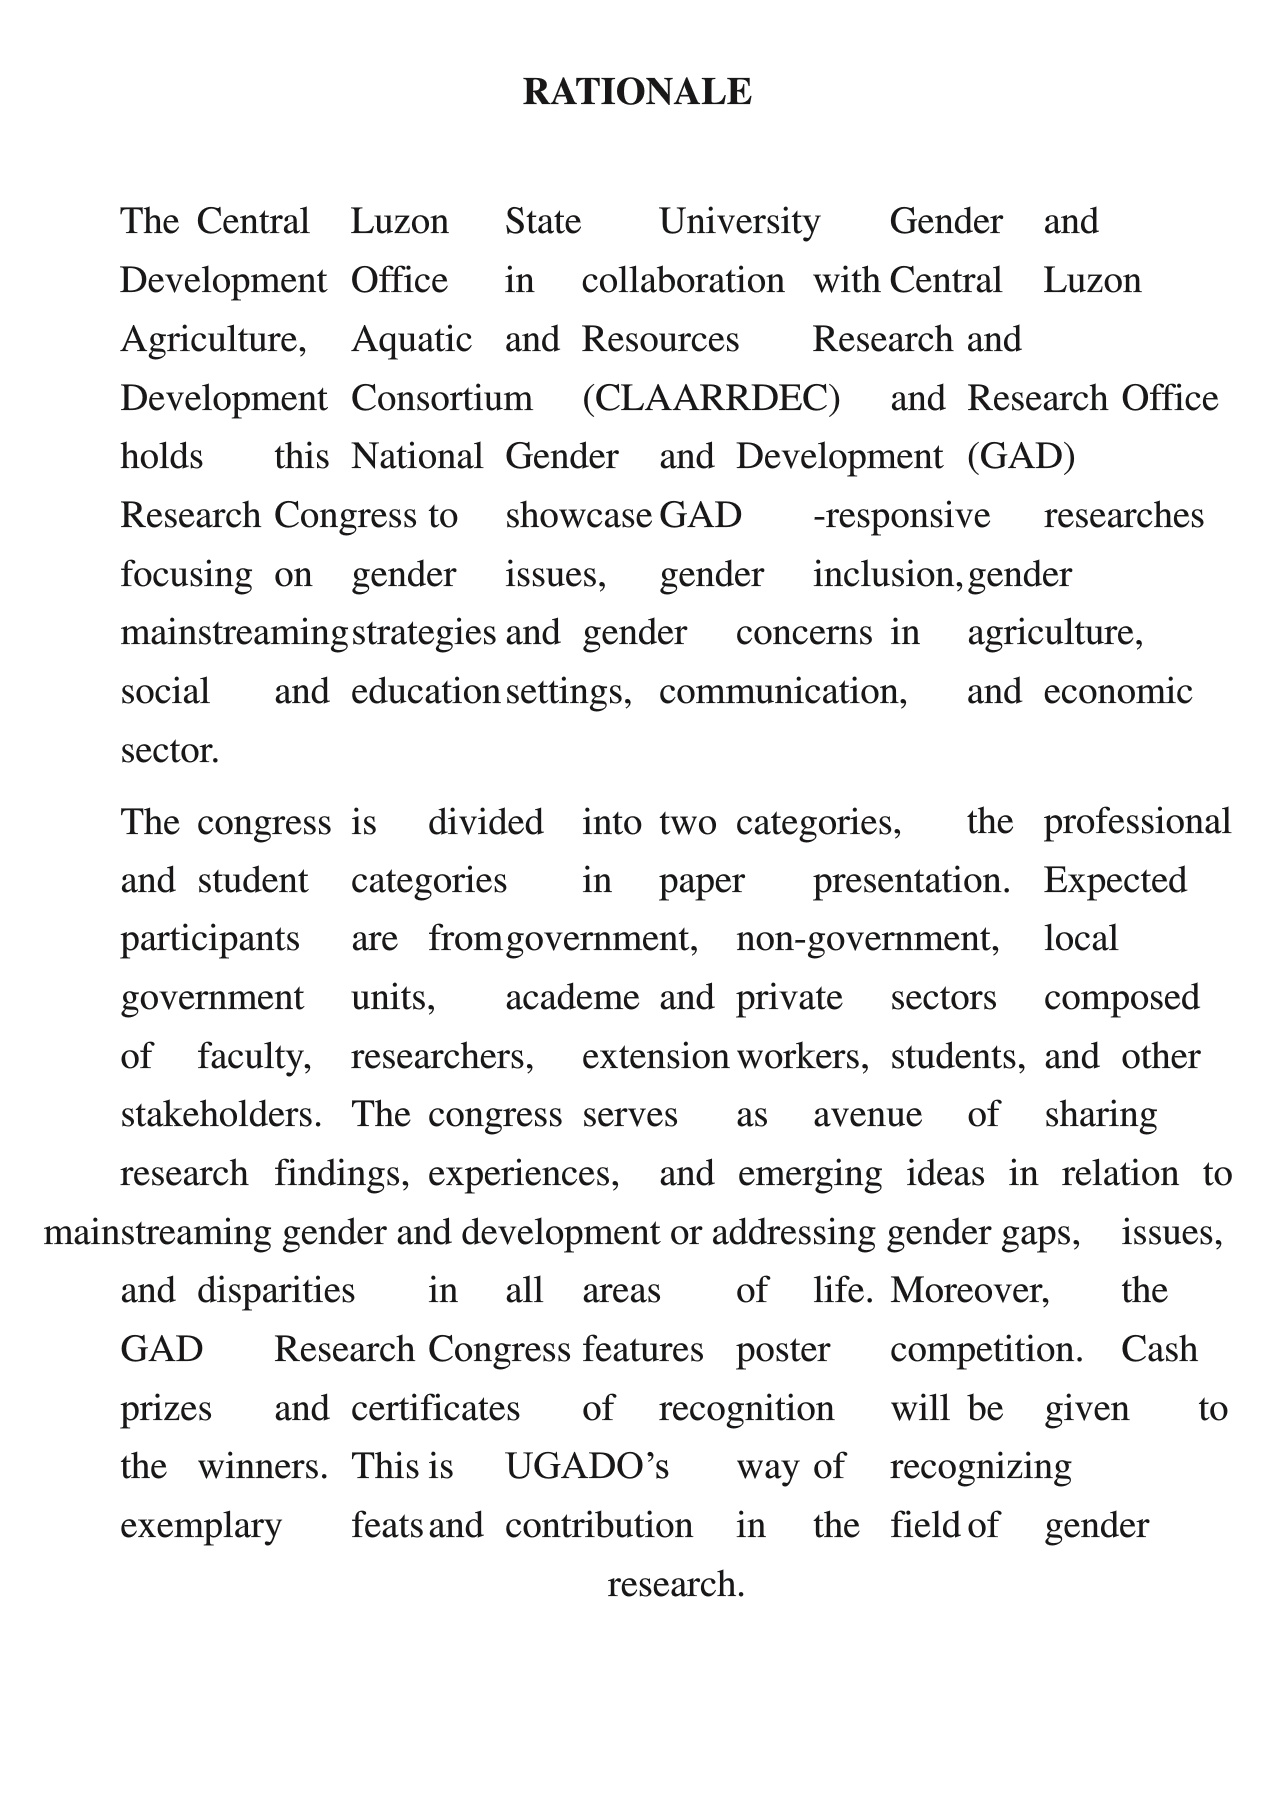 RATIONALE
The Central Luzon State University Gender and
Development Office in collaboration with Central Luzon
Agriculture, Aquatic and Resources Research and
Development Consortium (CLAARRDEC) and Research Office
holds this National Gender and Development (GAD)
Research Congress to showcase GAD -responsive researches
focusing on gender issues, gender inclusion, gender
mainstreaming strategies and gender concerns in agriculture,
social and education settings, communication, and economic
sector.
The congress is divided into two categories, the professional
and student categories in paper presentation. Expected
participants are from government, non-government, local
government units, academe and private sectors composed
of faculty, researchers, extension workers, students, and other
stakeholders. The congress serves as avenue of sharing
research findings, experiences, and emerging ideas in relation to
mainstreaming gender and development or addressing gender gaps, issues,
and disparities in all areas of life. Moreover, the
GAD Research Congress features poster competition. Cash
prizes and certificates of recognition will be given to
the winners. This is UGADO’s way of recognizing
exemplary feats and contribution in the field of gender
research.